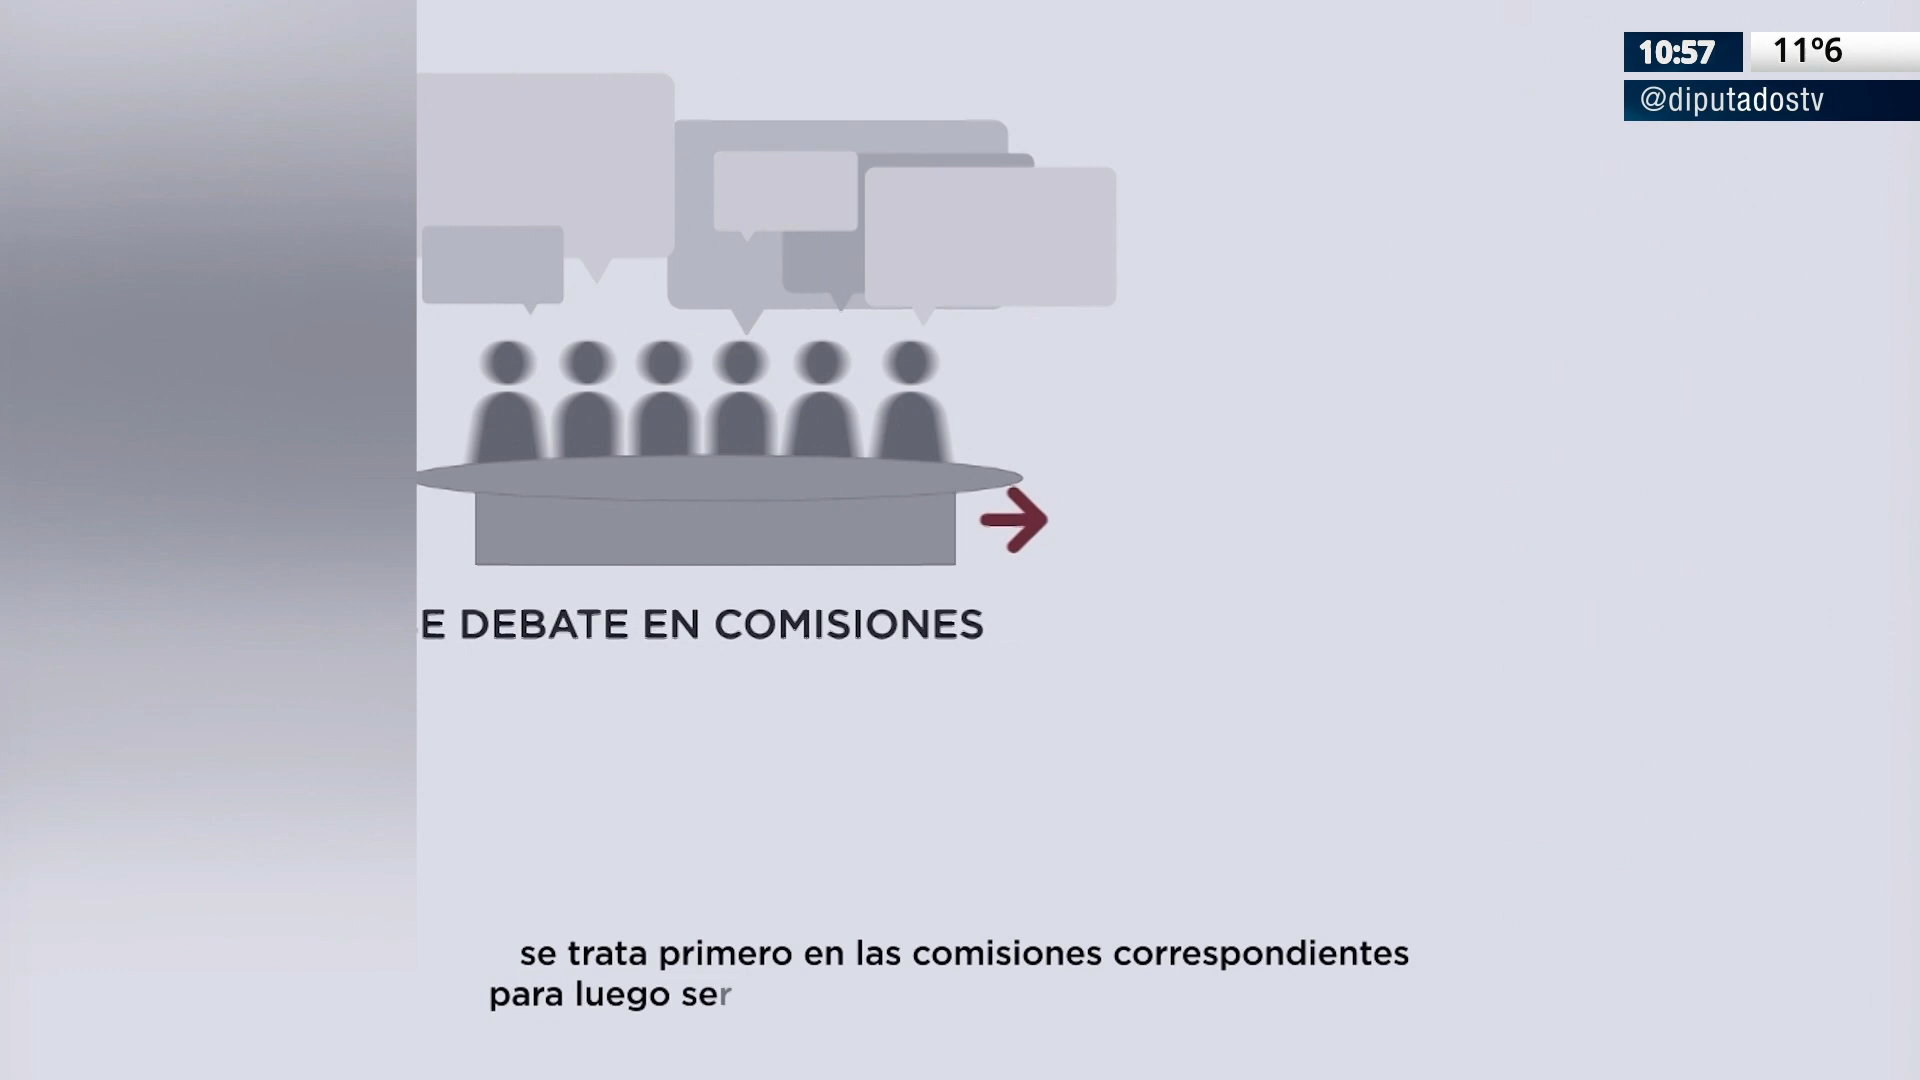 10:57 11°6
@diputadostv
E DEBATE EN COMISIONES
se trata primero en las comisiones correspondientes
para luego ser